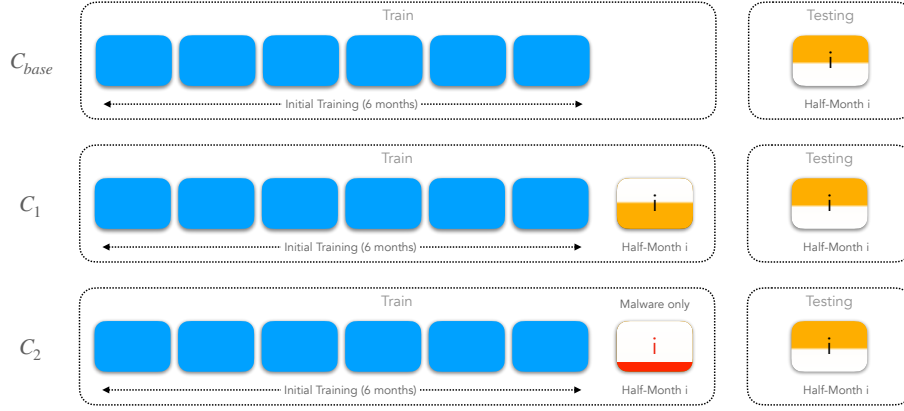 Train
Testing
C_base
i
Initial Training (6 months)
Half-Month i
Train
Testing
C_1
i
i
Initial Training (6 months)
Half-Month i
Half-Month i
Train
Malware only
Testing
C_2
i
i
Initial Training (6 months)
Half-Month i
Half-Month i